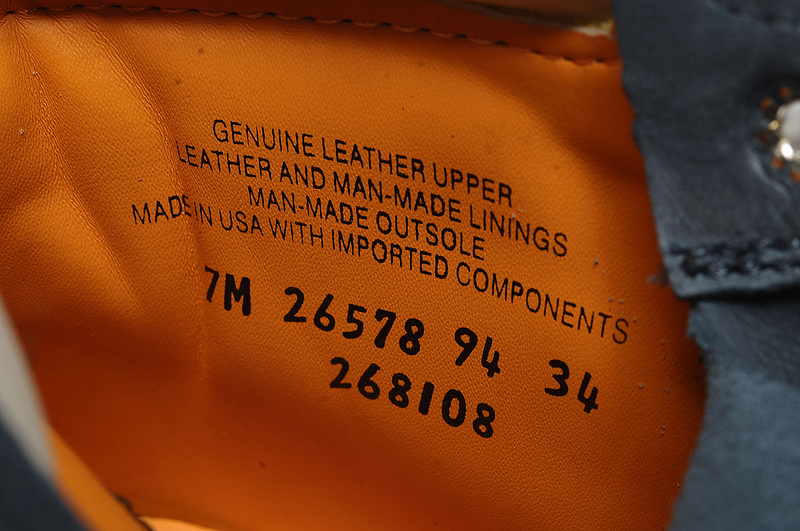 GENUINE LEATHER UPPER
LEATHER AND MAN-MADE LININGS
MAN-MADE OUTSOLE
MADE IN USA WITH IMPORTED COMPONENTS
7M 26578 94 34
268108